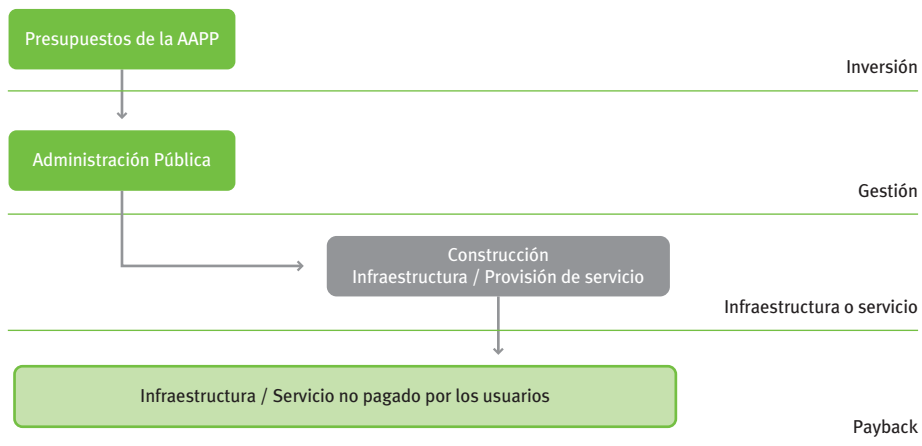 Presupuestos de la AAPP
Inversión
Administración Pública
Gestión
Construcción
Infraestructura / Provisión de servicio
Infraestructura o servicio
Infraestructura / Servicio no pagado por los usuarios
Payback